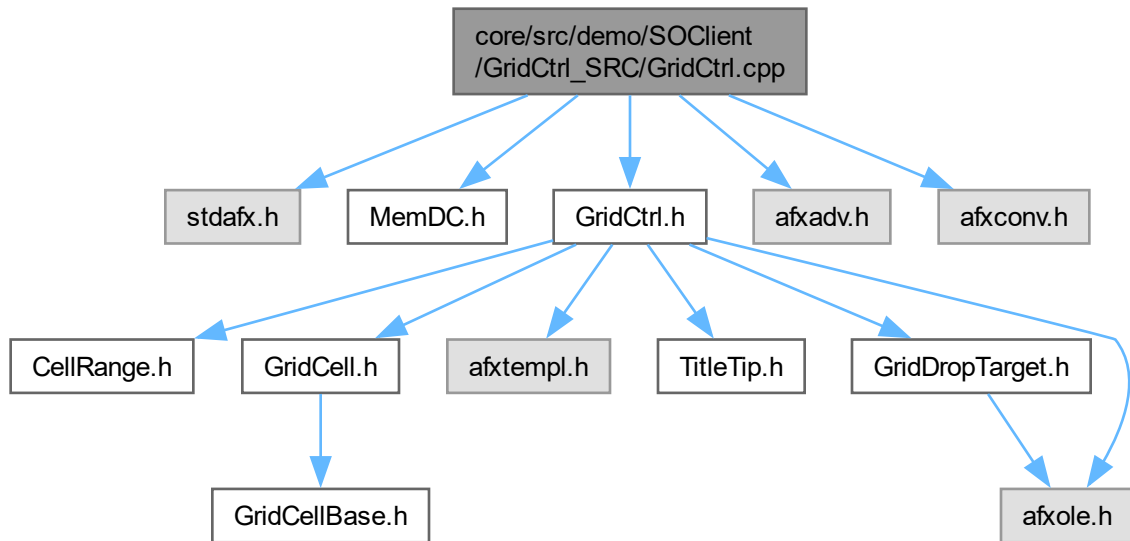 core/src/demo/SOClient
/GridCtrl_SRC/GridCtrl.cpp
stdafx.h
MemDC.h
GridCtrl.h
afxadv.h
afxconv.h
CellRange.h
GridCell.h
afxtempl.h
TitleTip.h
GridDropTarget.h
GridCellBase.h
afxole.h